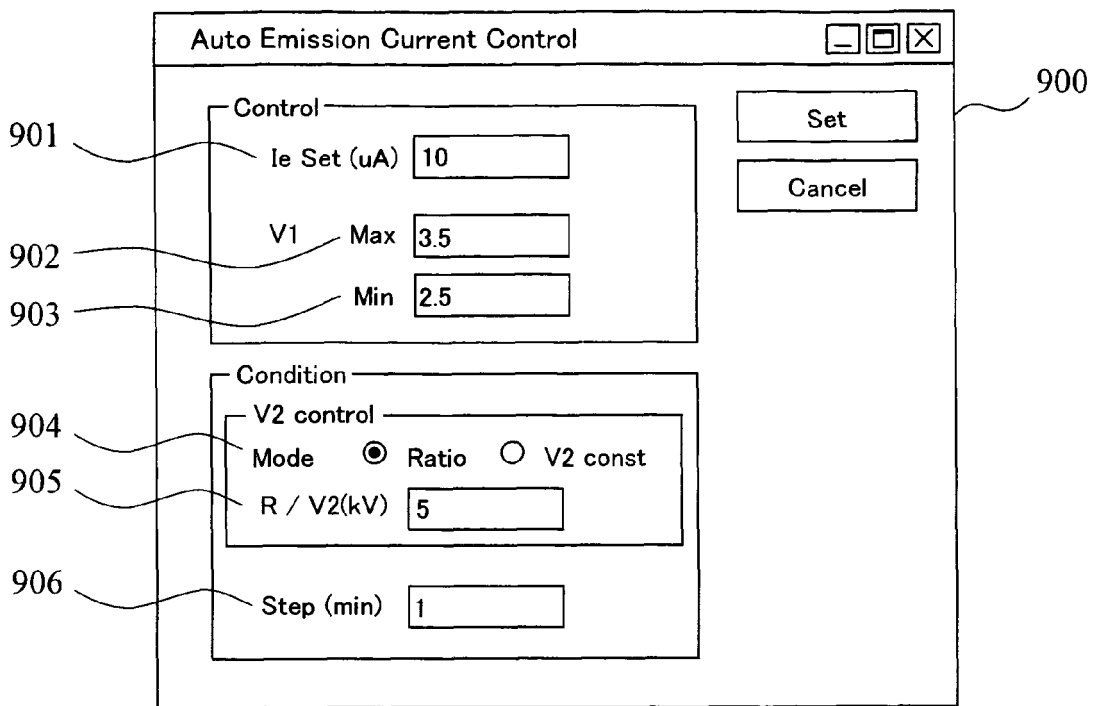 Auto Emission Current Control
900
Control
Set
901
Ie Set (uA) 10
Cancel
902
V1 Max 3.5
903
Min 2.5
Condition
V2 control
904
Mode Ratio V2 const
905
R / V2(kV) 5
906
Step (min) 1